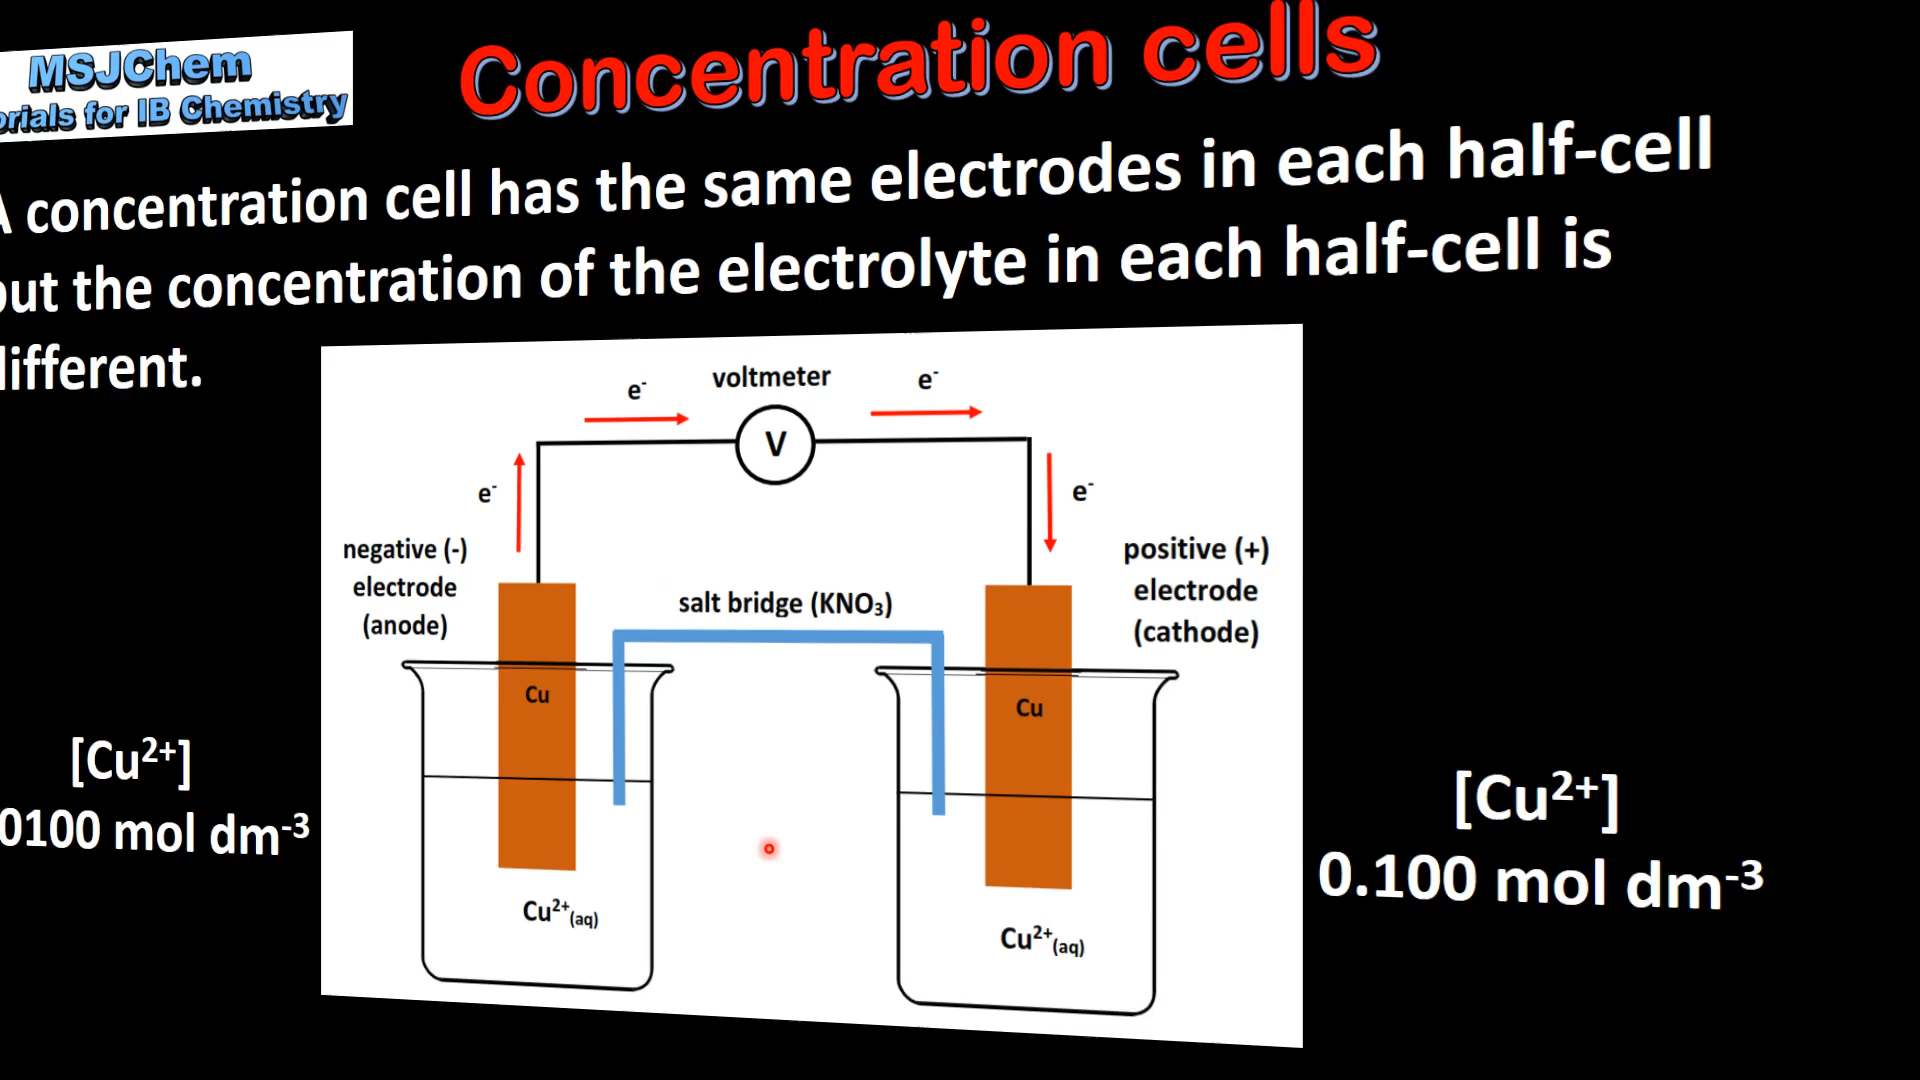 MSJChem
orials for IB Chemistry
Concentration cells
A concentration cell has the same electrodes in each half-cell
but the concentration of the electrolyte in each half-cell is
different.
voltmeter
e⁻ e⁻
V
e⁻ e⁻
negative (-)
electrode
(anode)
positive (+)
electrode
(cathode)
salt bridge (KNO₃)
Cu
Cu
[Cu²⁺]
0100 mol dm⁻³
[Cu²⁺]
0.100 mol dm⁻³
Cu²⁺(aq)
Cu²⁺(aq)